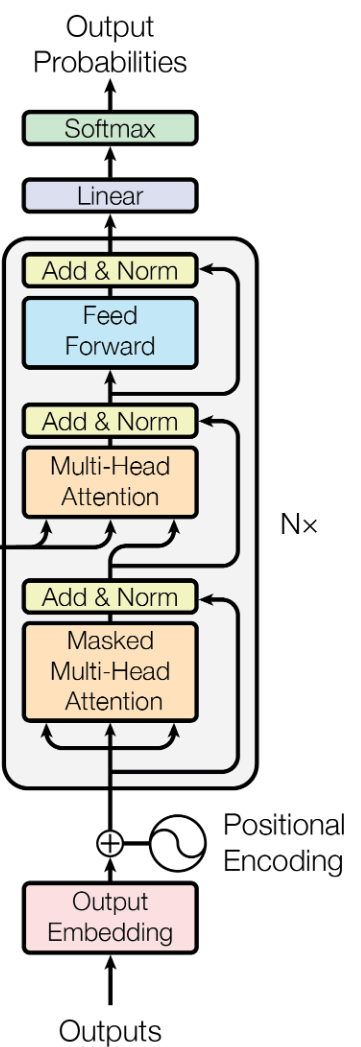 Output
Probabilities
Softmax
Linear
Add & Norm
Feed
Forward
Add & Norm
Multi-Head
Attention
N×
Add & Norm
Masked
Multi-Head
Attention
Positional
Encoding
Output
Embedding
Outputs